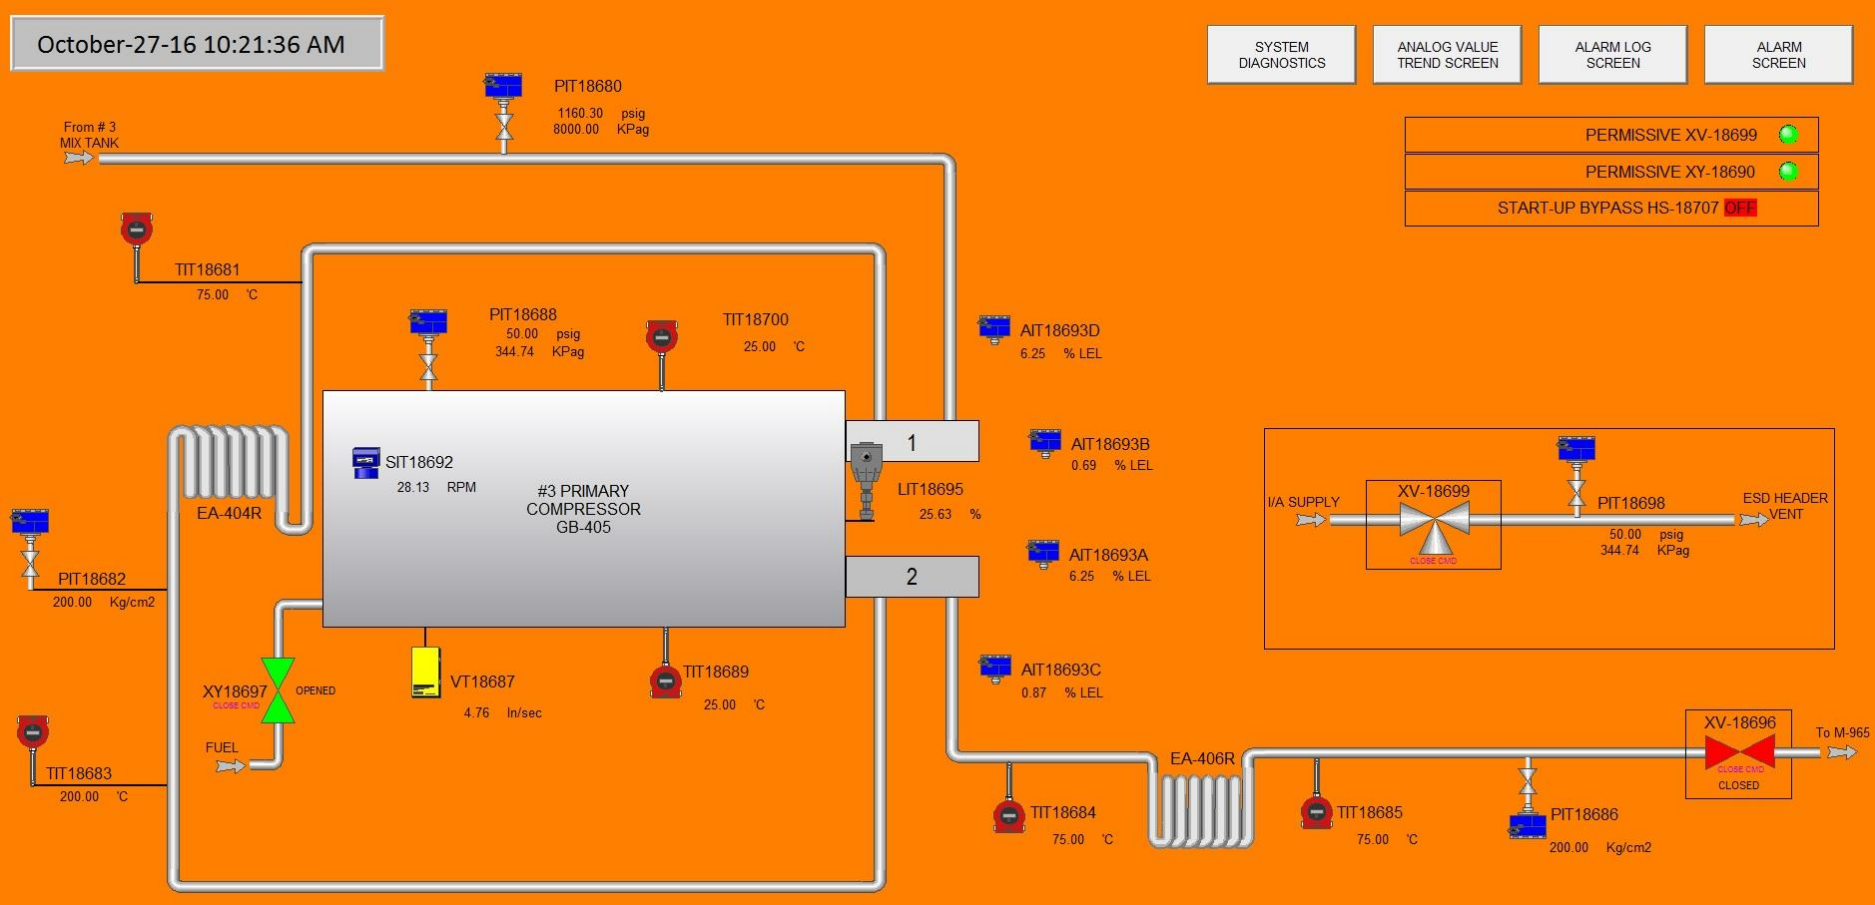 October-27-16 10:21:36 AM
SYSTEM
DIAGNOSTICS
ANALOG VALUE
TREND SCREEN
ALARM LOG
SCREEN
ALARM
SCREEN
PIT18680
1160.30 psig
8000.00 KPag
From # 3
MIX TANK
PERMISSIVE XV-18699
PERMISSIVE XY-18690
START-UP BYPASS HS-18707 OFF
TIT18681
75.00 'C
PIT18688
50.00 psig
344.74 KPag
TIT18700
25.00 'C
AIT18693D
6.25 % LEL
1
AIT18693B
0.69 % LEL
SIT18692
28.13 RPM
#3 PRIMARY
COMPRESSOR
GB-405
LIT18695
25.63 %
EA-404R
I/A SUPPLY
XV-18699
CLOSE CMD
PIT18698
50.00 psig
344.74 KPag
ESD HEADER
VENT
AIT18693A
6.25 % LEL
2
PIT18682
200.00 Kg/cm2
XY18697
CLOSE CMD
OPENED
FUEL
VT18687
4.76 In/sec
TIT18689
25.00 'C
AIT18693C
0.87 % LEL
TIT18683
200.00 'C
EA-406R
XV-18696
CLOSE CMD
CLOSED
To M-965
TIT18684
75.00 'C
TIT18685
75.00 'C
PIT18686
200.00 Kg/cm2